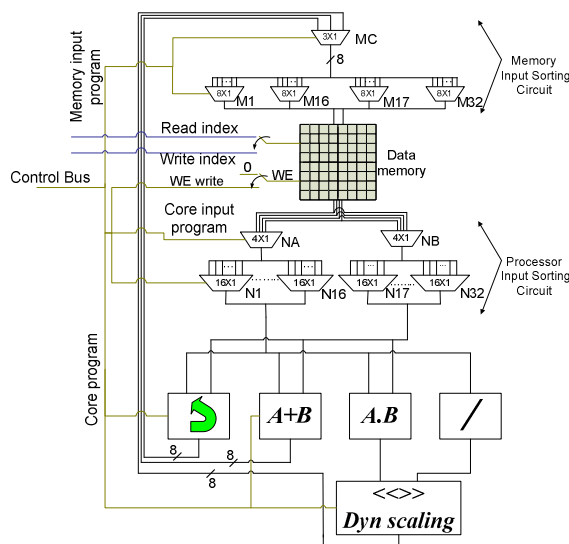 3X1
MC
8
Memory
Input Sorting
Circuit
Memory input
program
8X1
M1
8X1
M16
8X1
M17
8X1
M32
Read index
Write index
0
WE
WE write
Data
memory
Control Bus
Core input
program
4X1
NA
4X1
NB
Processor
Input Sorting
Circuit
16X1
N1
16X1
N16
16X1
N17
16X1
N32
Core program
A+B
A.B
/
8
8
8
<<>>
Dyn scaling